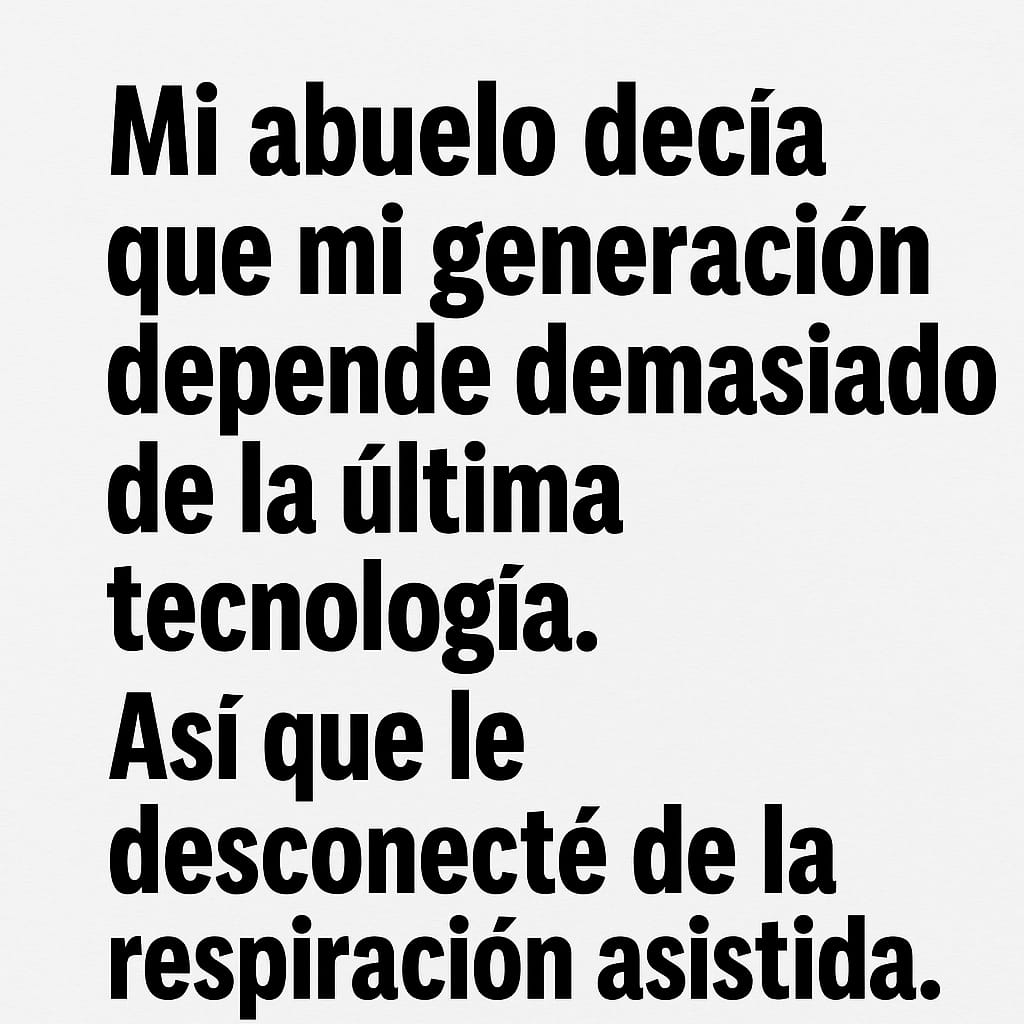 Mi abuelo decía
que mi generación
depende demasiado
de la última
tecnología.
Así que le
desconecté de la
respiración asistida.